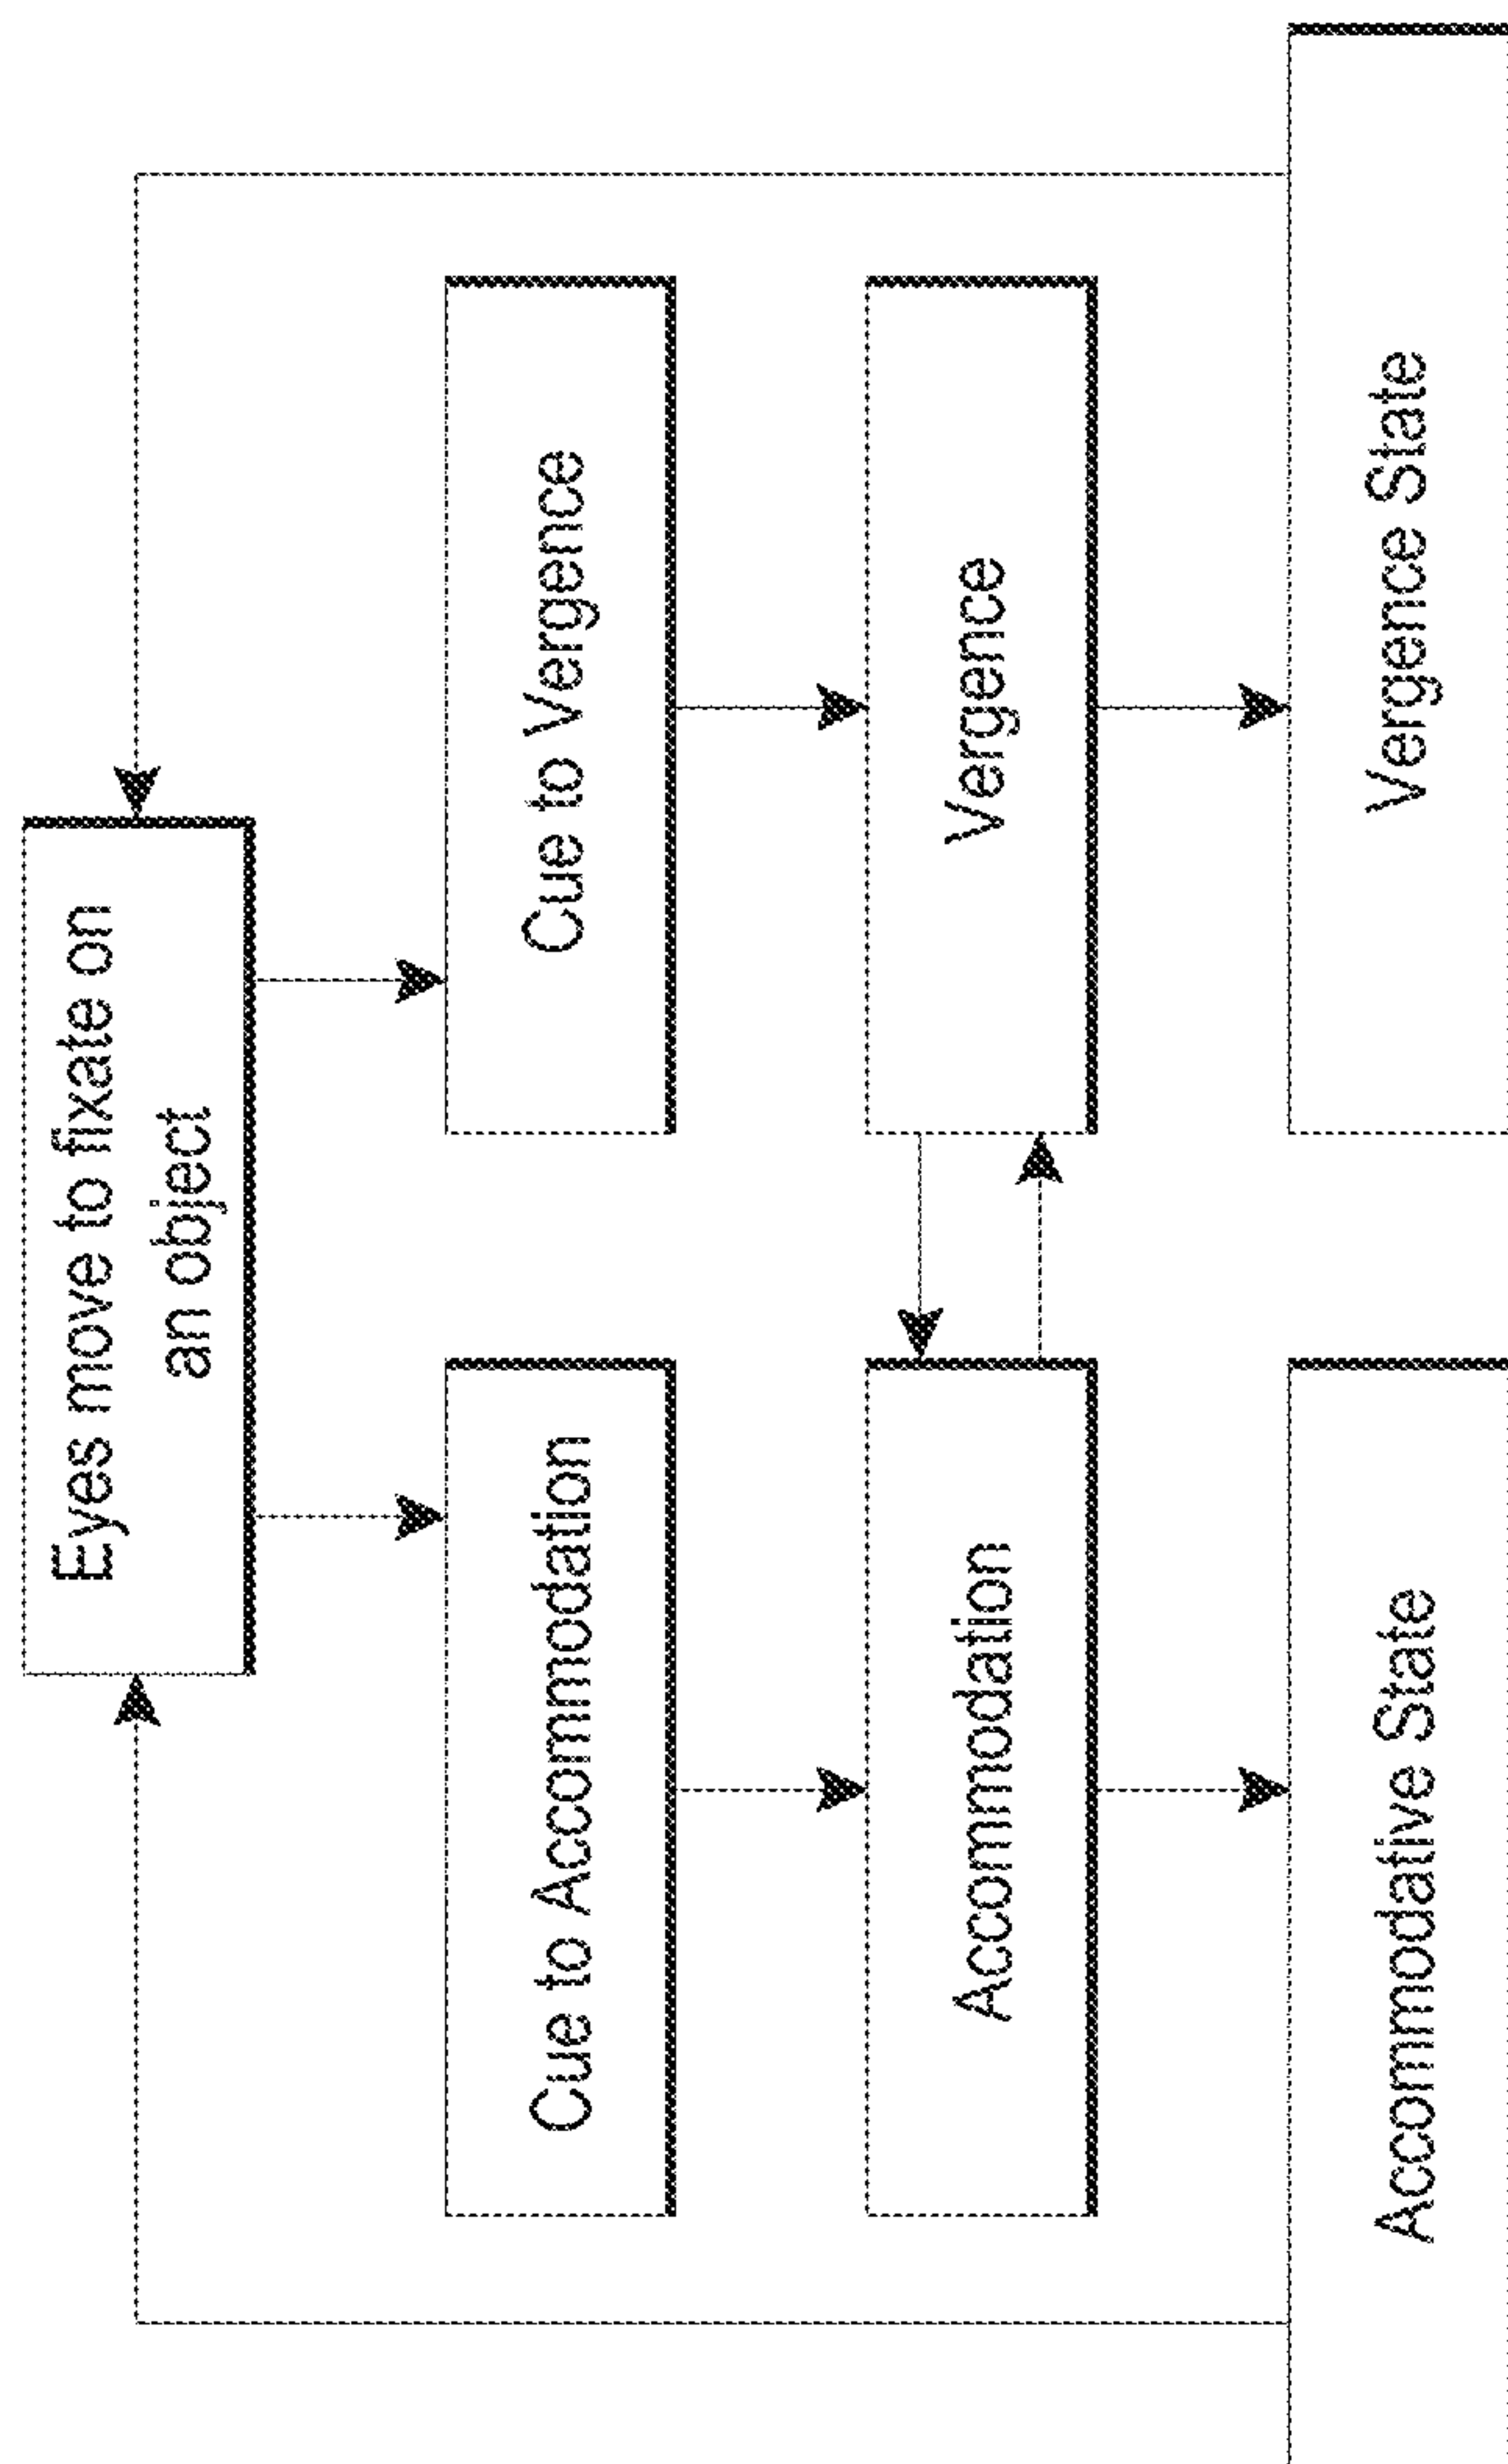 Eyes move to fixate on
an object
Cue to Accommodation
Cue to Vergence
Accommodation
Vergence
Accommodative State
Vergence State